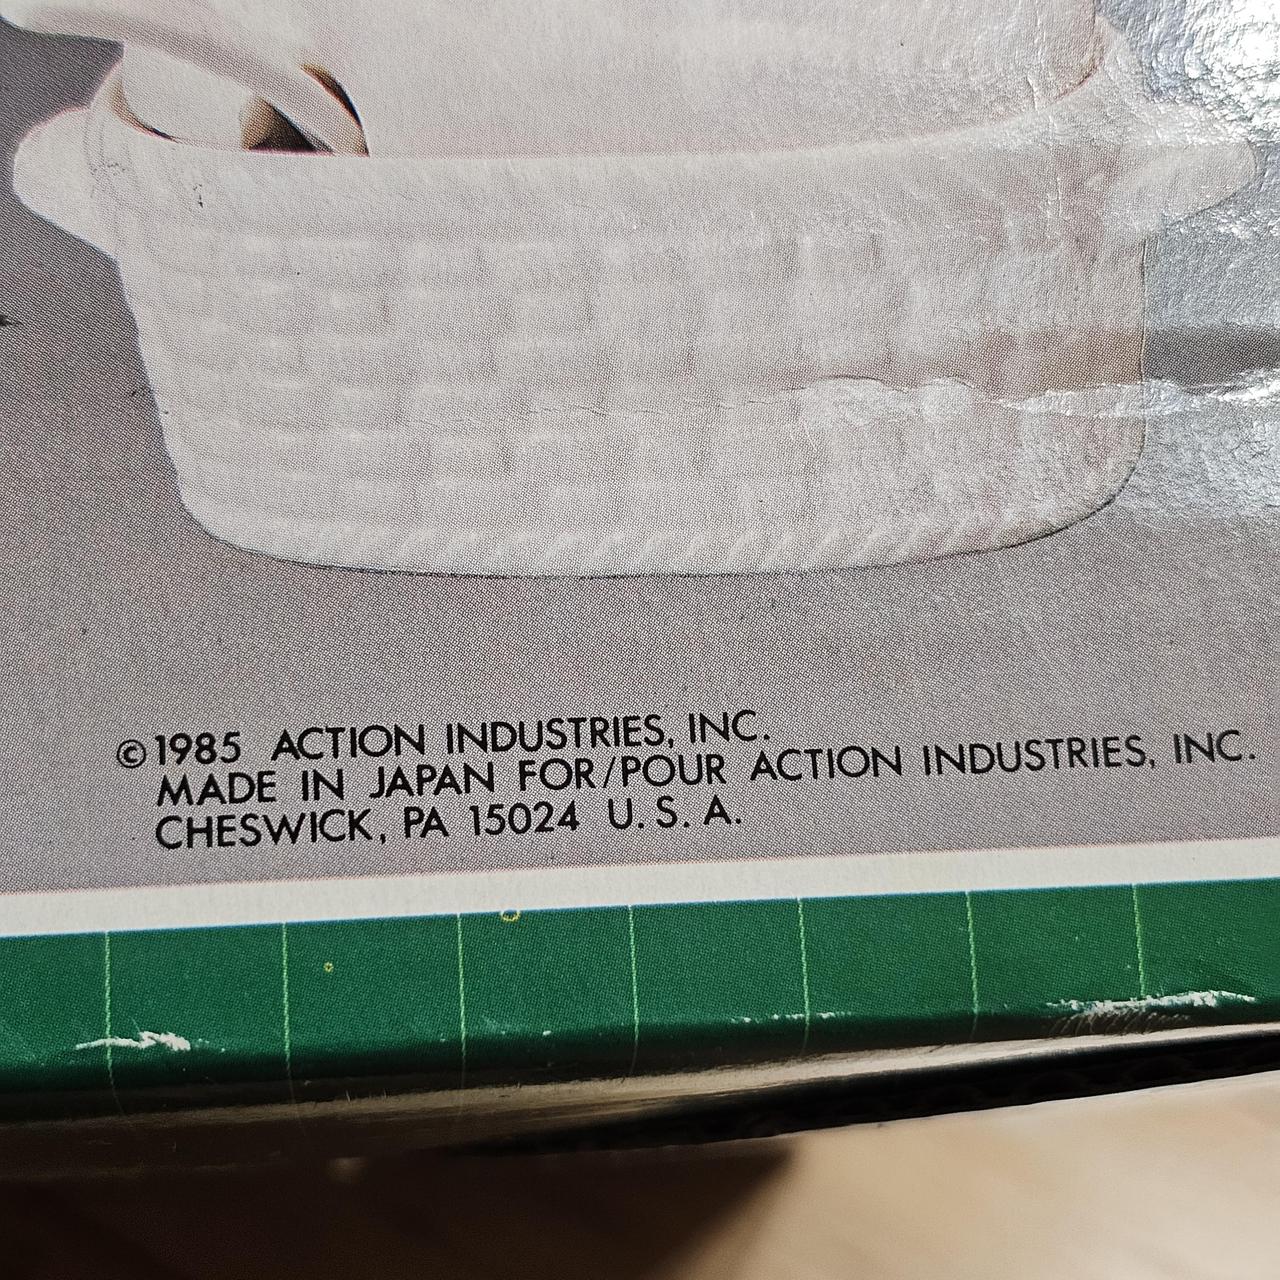 ©1985 ACTION INDUSTRIES, INC.
MADE IN JAPAN FOR/POUR ACTION INDUSTRIES, INC.
CHESWICK, PA 15024 U.S.A.